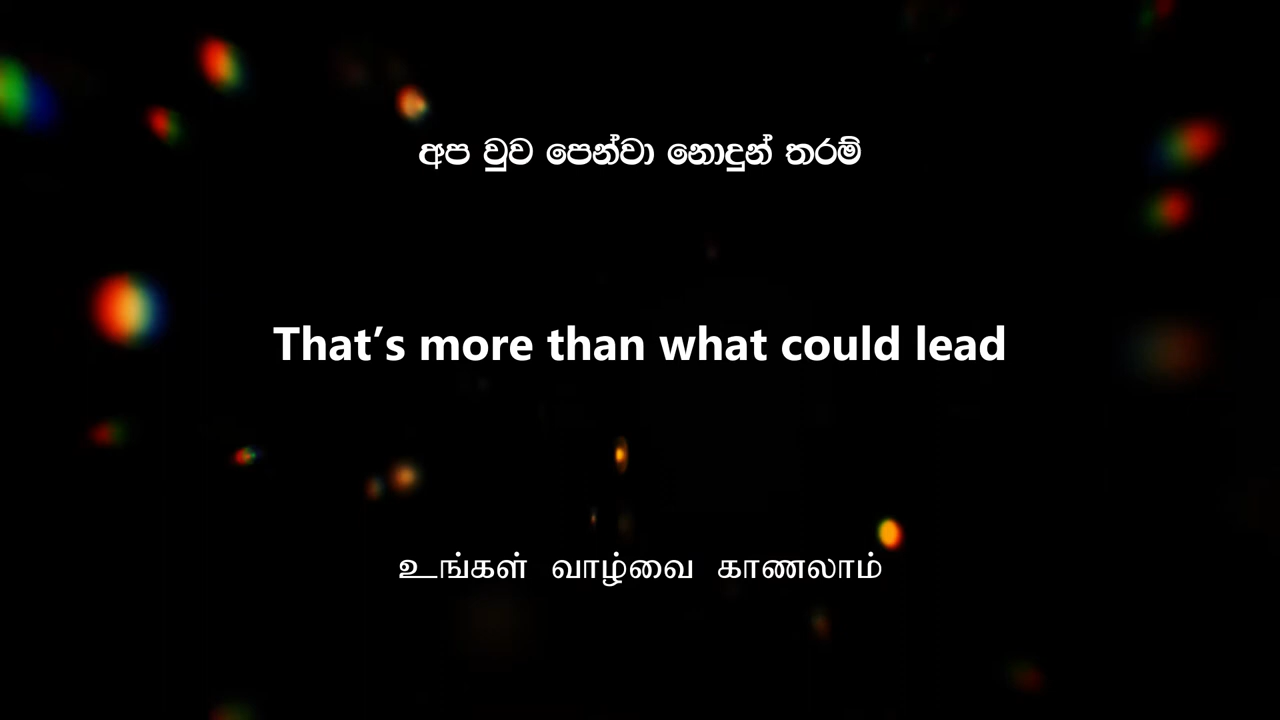 අප වුව පෙන්වා නොදුන් තරම්
That’s more than what could lead
உங்கள் வாழ்வை காணலாம்